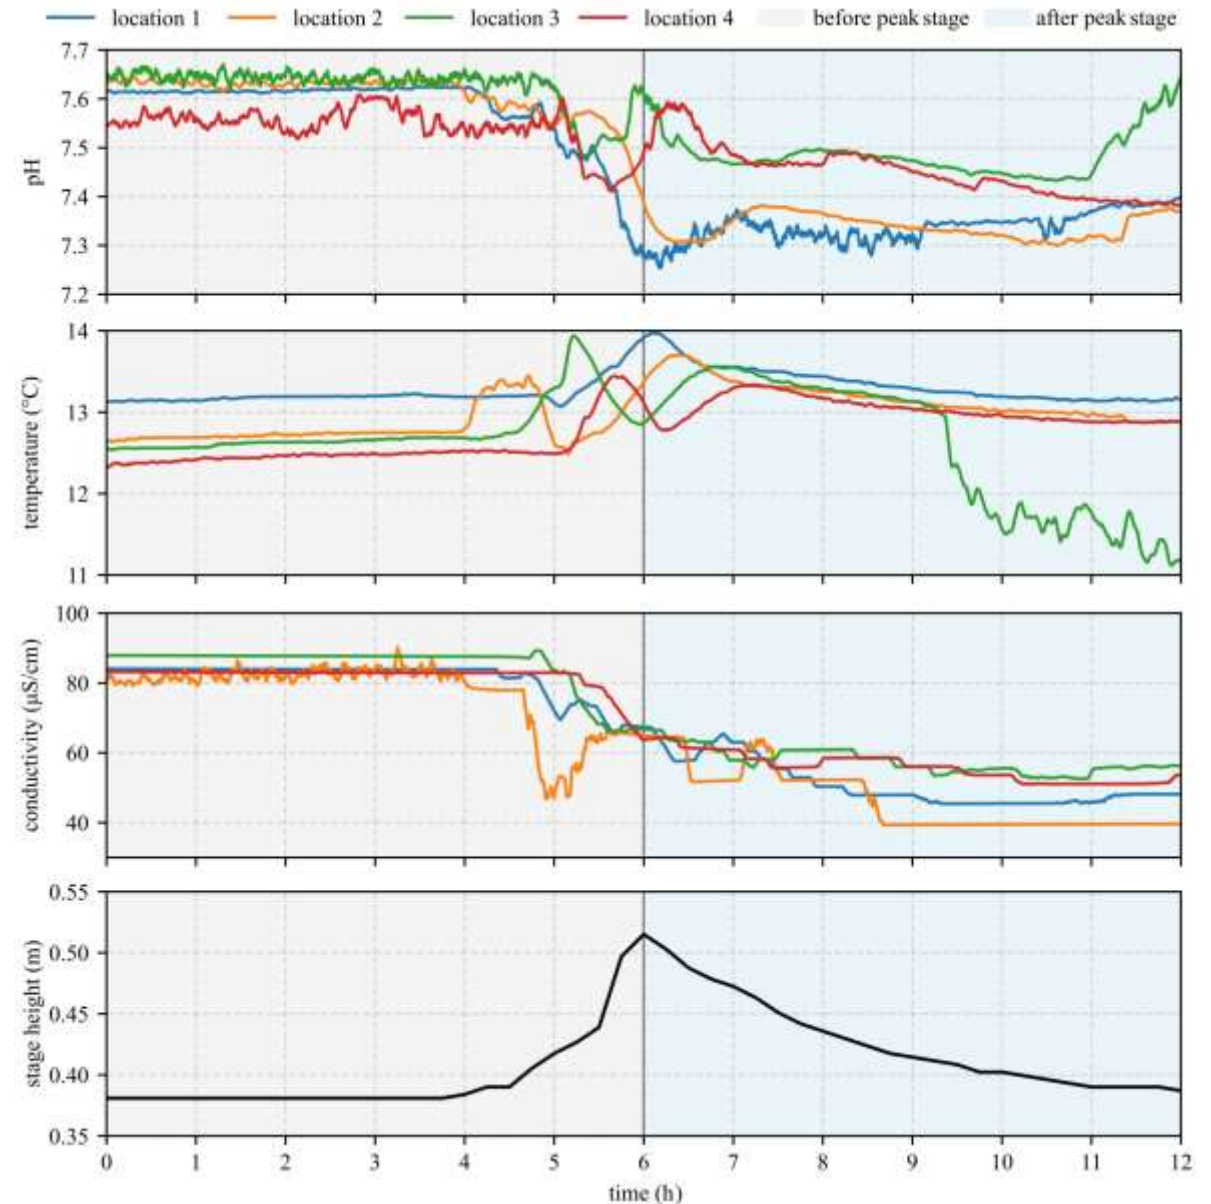 location 1 location 2 location 3 location 4 before peak stage after peak stage
7.7
7.6
7.5
7.4
7.3
7.2
pH
14
13
12
11
temperature (°C)
100
80
60
40
conductivity (µS/cm)
0.55
0.50
0.45
0.40
0.35
stage height (m)
0 1 2 3 4 5 6 7 8 9 10 11 12
time (h)